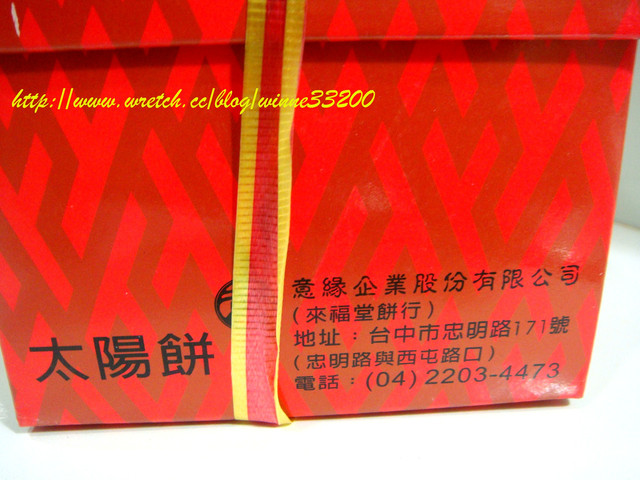 http://www.wretch.cc/blog/winne33200
太陽餅
意緣企業股份有限公司
(來福堂餅行)
地址：台中市忠明路171號
(忠明路與西屯路口)
電話：(04) 2203-4473